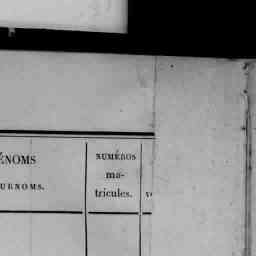 ÉNOMS
URNOMS.
NUMÉROS
ma-
tricules.